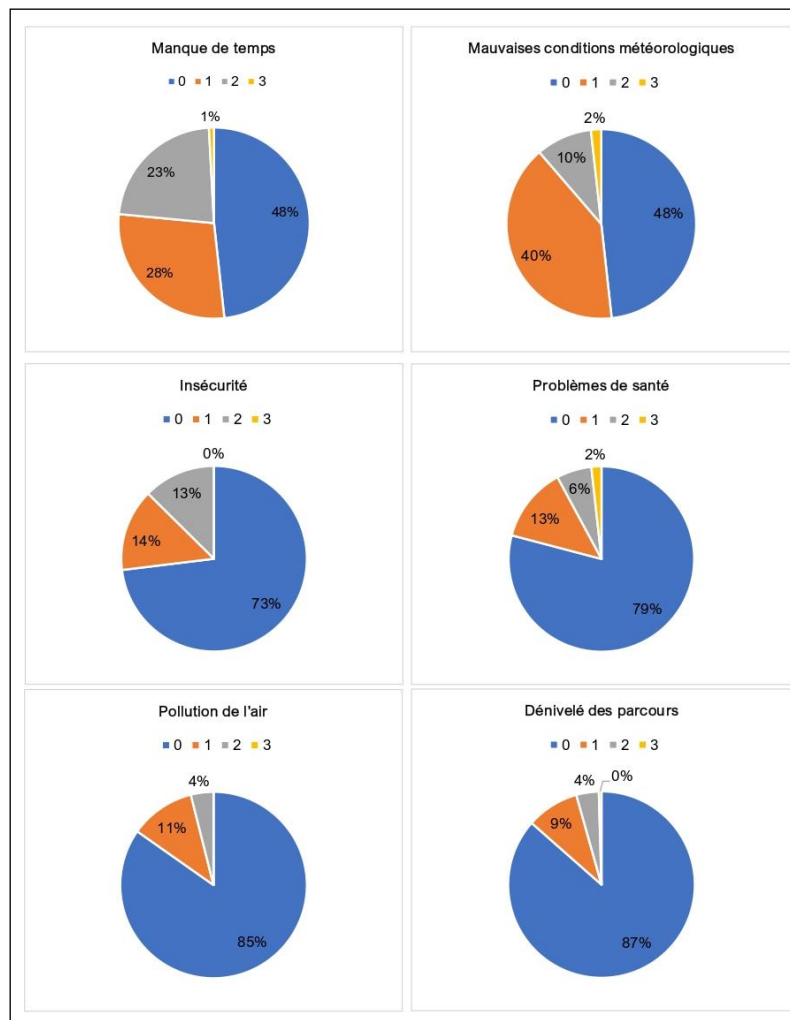 Manque de temps
0 1 2 3
1%
23%
48%
28%
Mauvaises conditions météorologiques
0 1 2 3
2%
10%
48%
40%
Insécurité
0 1 2 3
0%
13%
14%
73%
Problèmes de santé
0 1 2 3
2%
6%
13%
79%
Pollution de l'air
0 1 2 3
4%
11%
85%
Dénivelé des parcours
0 1 2 3
4% 0%
9%
87%